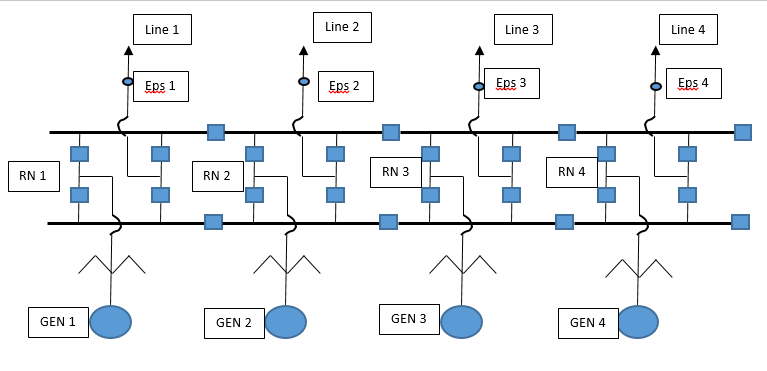 Line 1
Line 2
Line 3
Line 4
Eps 1
Eps 2
Eps 3
Eps 4
RN 1
RN 2
RN 3
RN 4
GEN 1
GEN 2
GEN 3
GEN 4